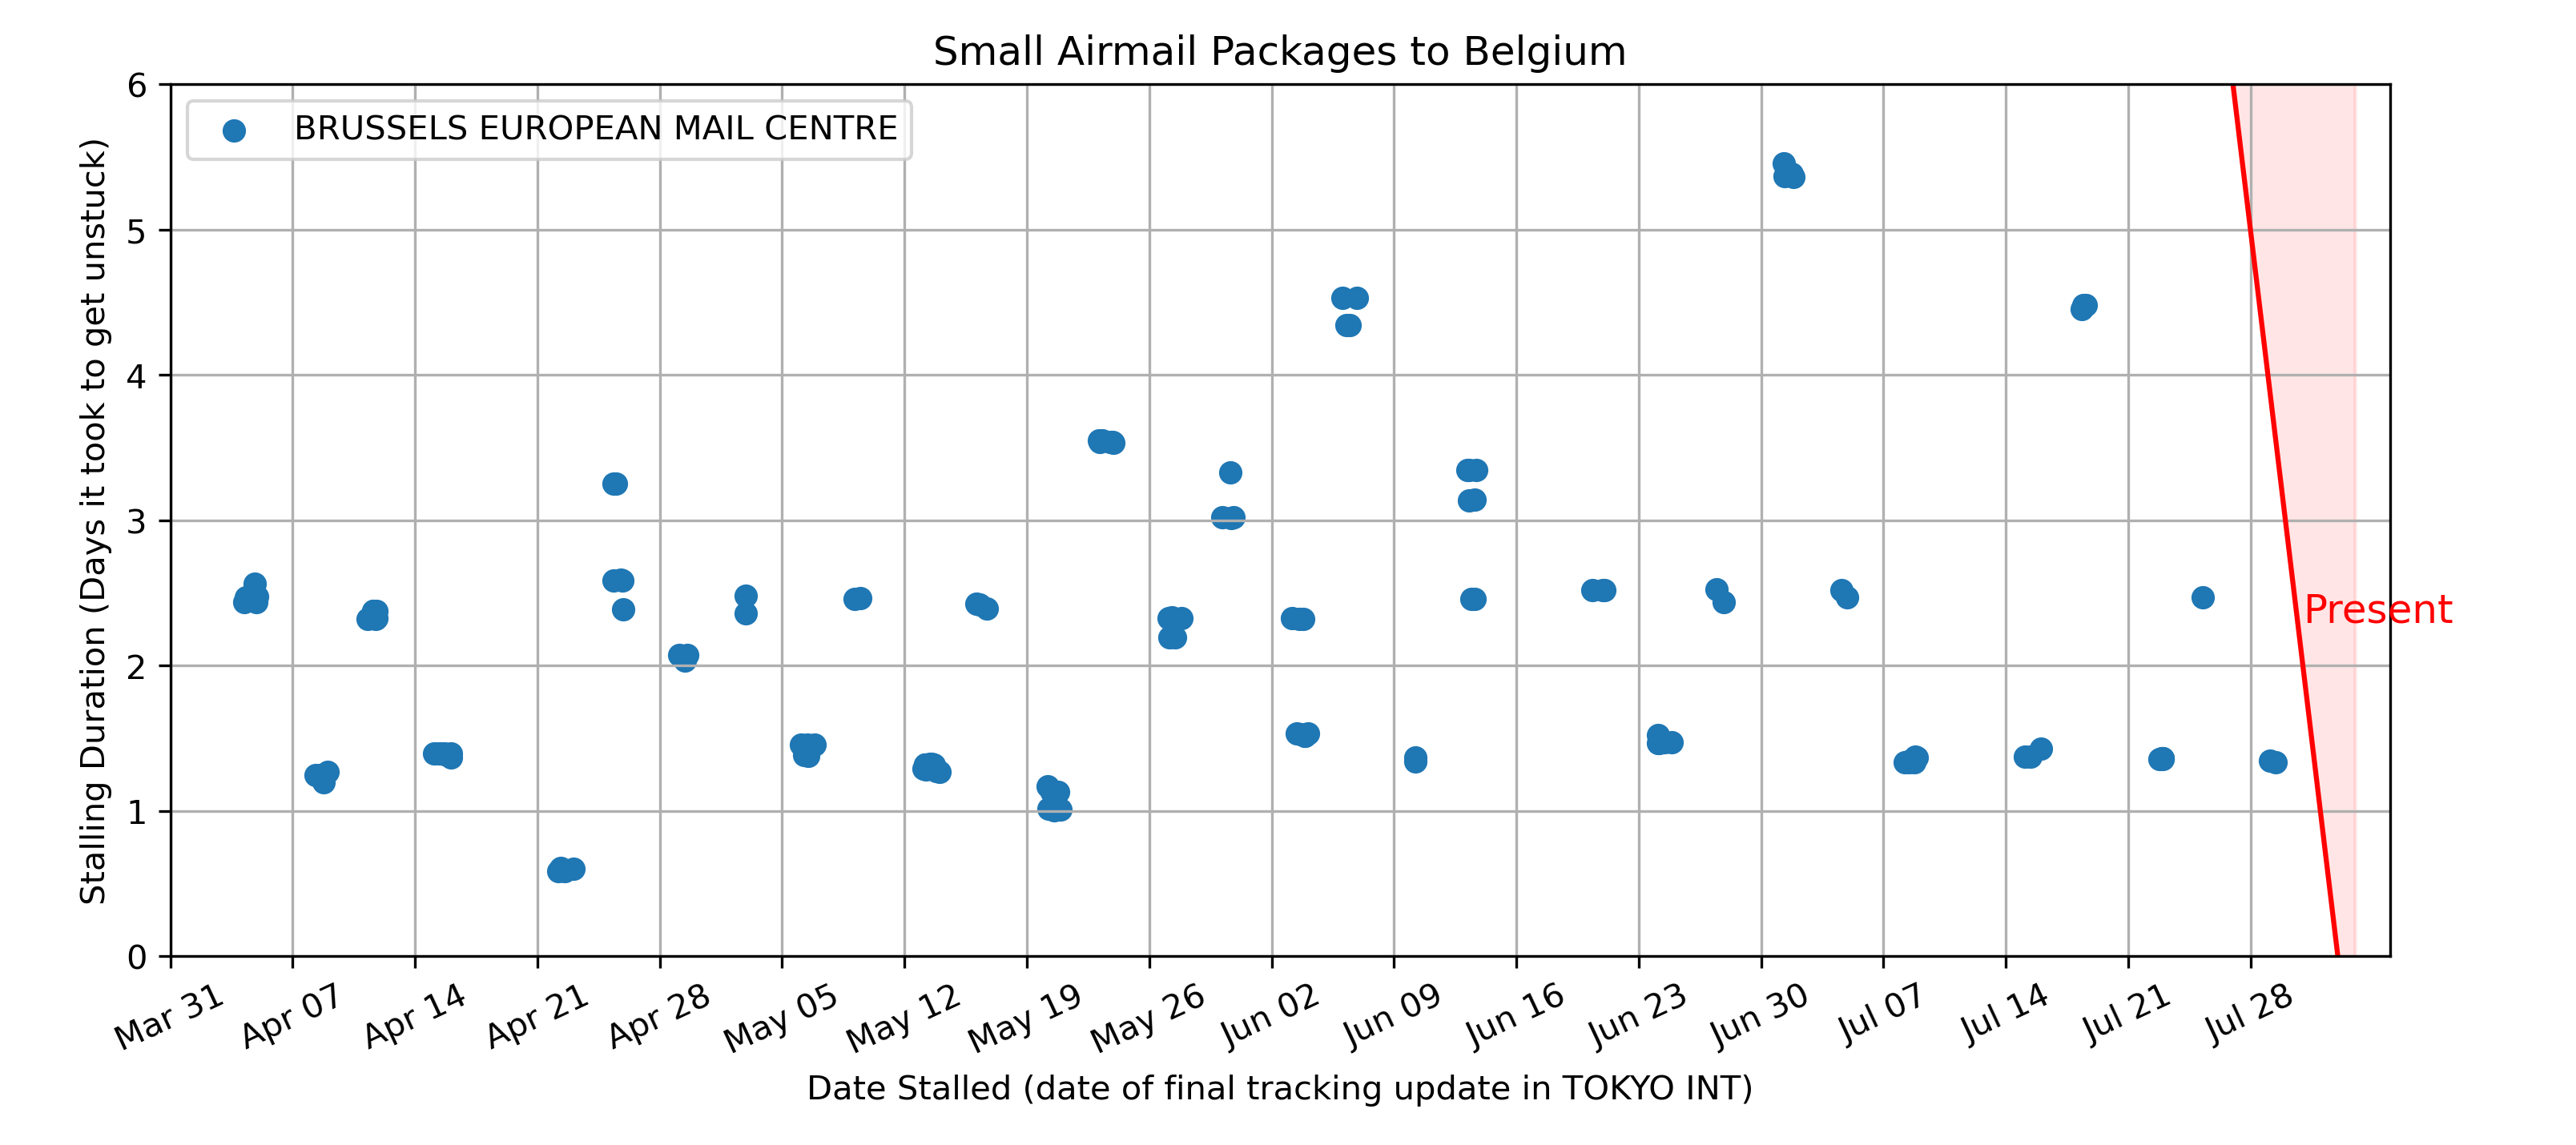 Small Airmail Packages to Belgium
BRUSSELS EUROPEAN MAIL CENTRE
Stalling Duration (Days it took to get unstuck)
6
5
4
3
2
1
0
Present
Mar 31
Apr 07
Apr 14
Apr 21
Apr 28
May 05
May 12
May 19
May 26
Jun 02
Jun 09
Jun 16
Jun 23
Jun 30
Jul 07
Jul 14
Jul 21
Jul 28
Date Stalled (date of final tracking update in TOKYO INT)